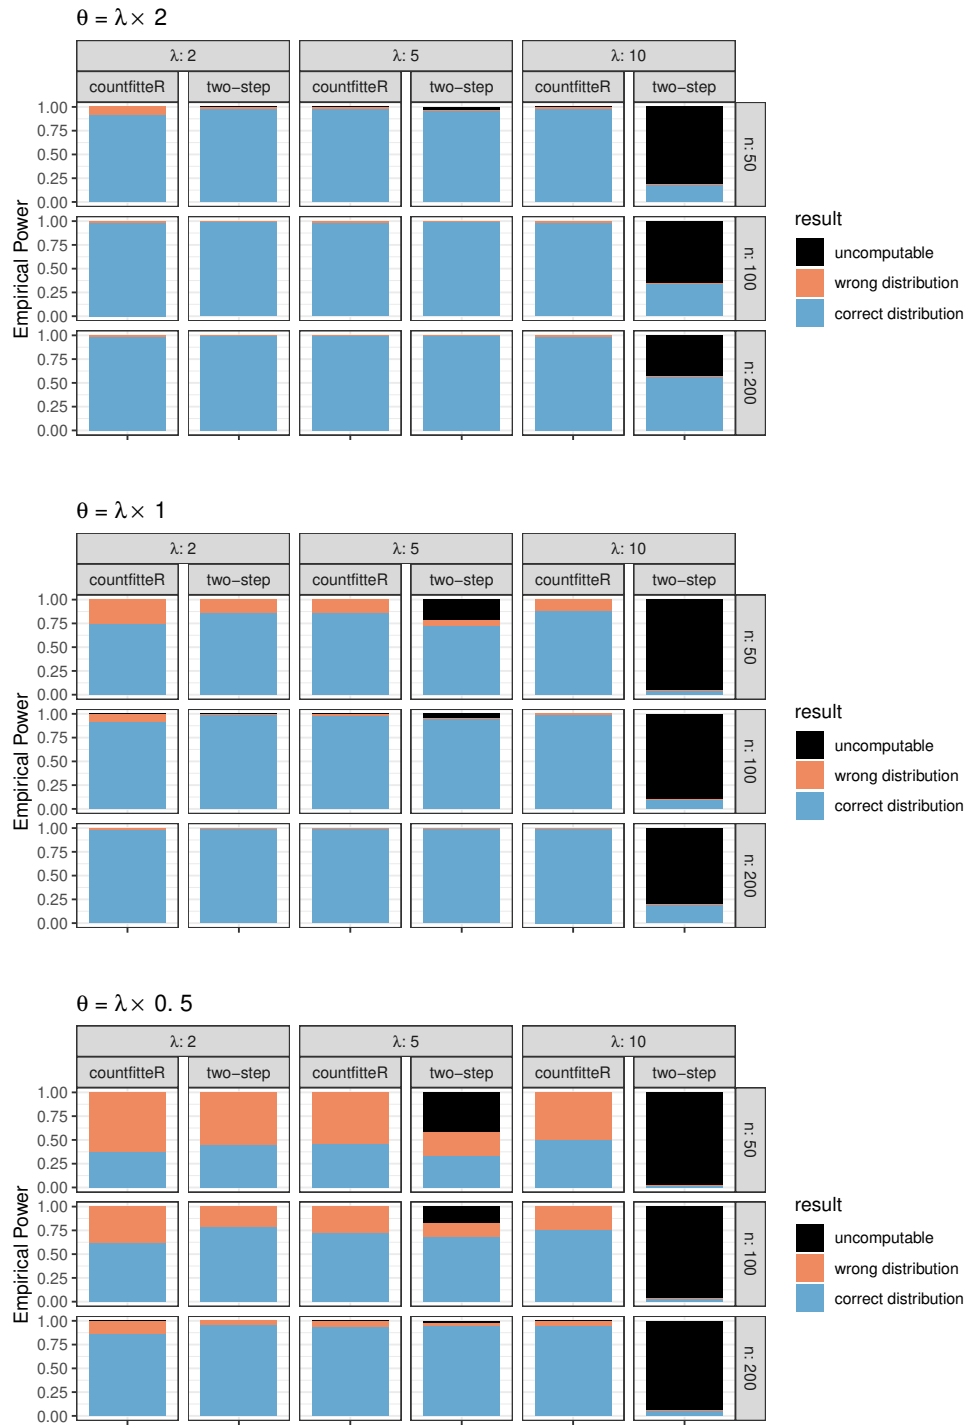 θ = λ × 2
λ: 2 λ: 5 λ: 10
countfitteR two−step countfitteR two−step countfitteR two−step
1.00
0.75
0.50
0.25
0.00
n: 50
1.00
0.75
0.50
0.25
0.00
n: 100
1.00
0.75
0.50
0.25
0.00
n: 200
Empirical Power
result
uncomputable
wrong distribution
correct distribution
θ = λ × 1
λ: 2 λ: 5 λ: 10
countfitteR two−step countfitteR two−step countfitteR two−step
1.00
0.75
0.50
0.25
0.00
n: 50
1.00
0.75
0.50
0.25
0.00
n: 100
1.00
0.75
0.50
0.25
0.00
n: 200
Empirical Power
result
uncomputable
wrong distribution
correct distribution
θ = λ × 0. 5
λ: 2 λ: 5 λ: 10
countfitteR two−step countfitteR two−step countfitteR two−step
1.00
0.75
0.50
0.25
0.00
n: 50
1.00
0.75
0.50
0.25
0.00
n: 100
1.00
0.75
0.50
0.25
0.00
n: 200
Empirical Power
result
uncomputable
wrong distribution
correct distribution